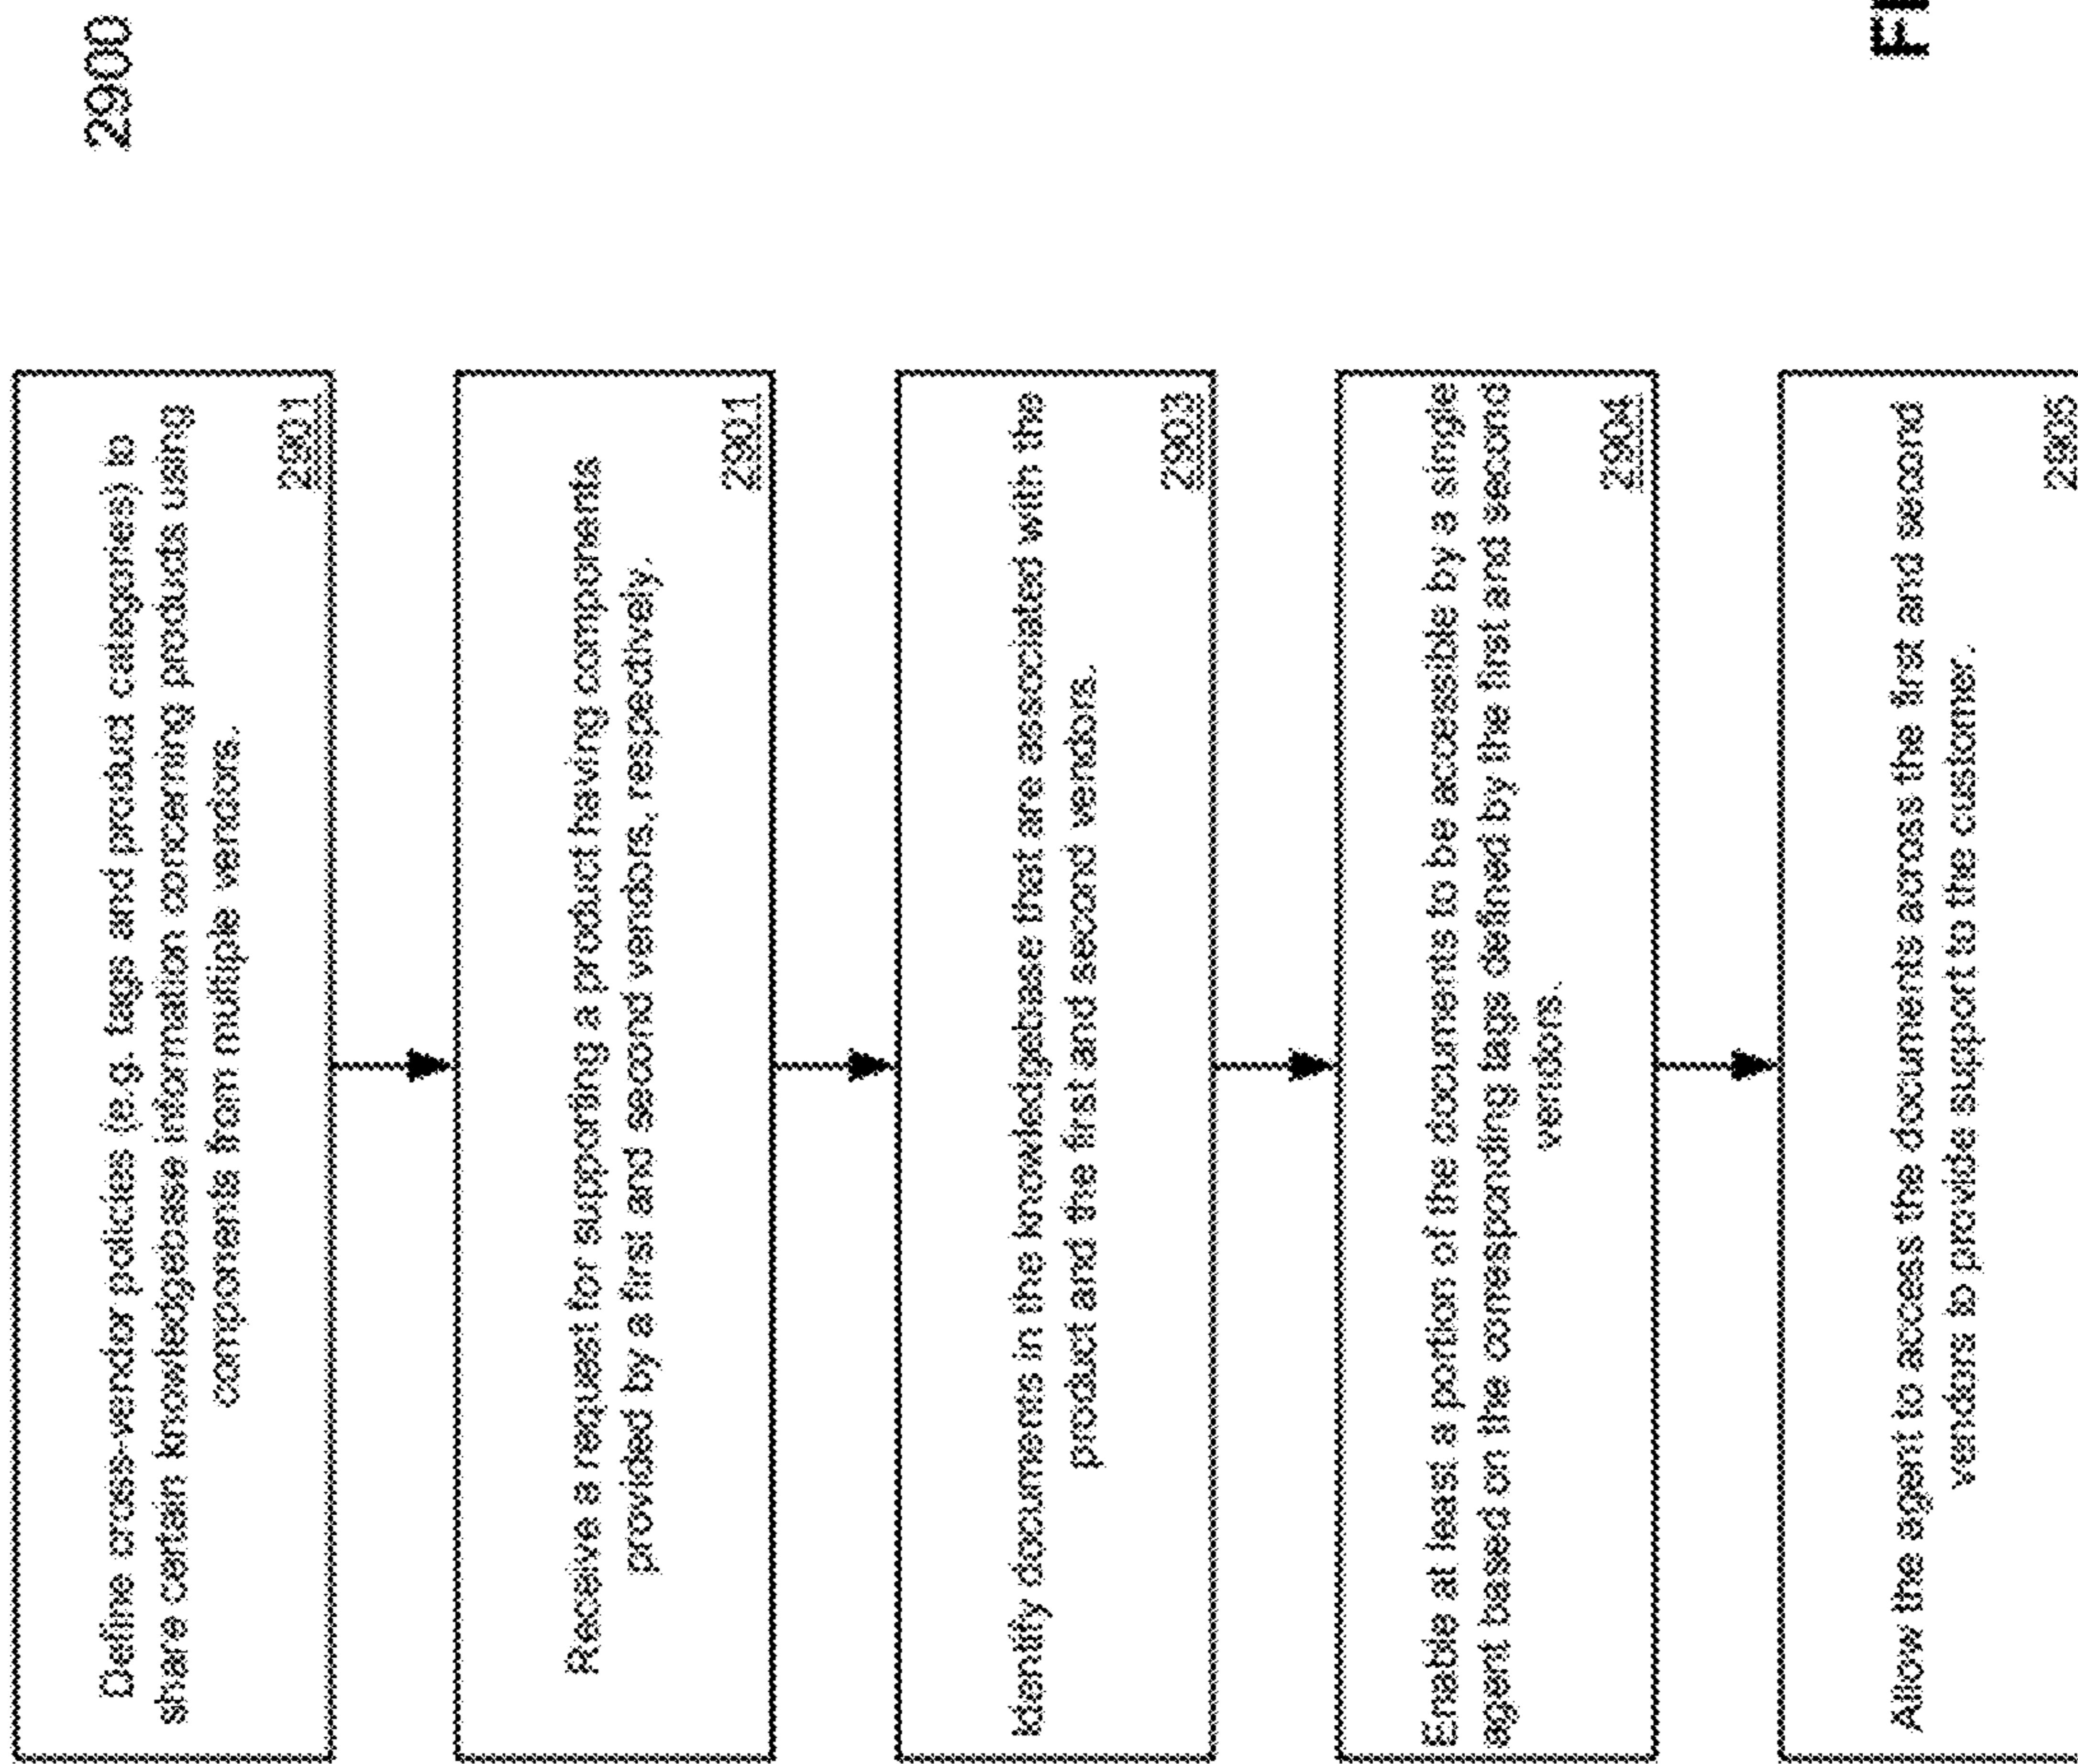 2900
Define cross-vendor policies (e.g. tags and product categories) to
share certain knowledgebase information concerning products using
components from multiple vendors.
2901
Receive a request for supporting a product having components
provided by a first and second vendors, respectively.
2901
Identify documents in the knowledgebase that are associated with the
product and the first and second vendors.
2903
Enable at least a portion of the documents to be accessible by a single
agent based on the corresponding tags defined by the first and second
vendors.
2904
Allow the agent to access the documents across the first and second
vendors to provide support to the customer.
2905
FI